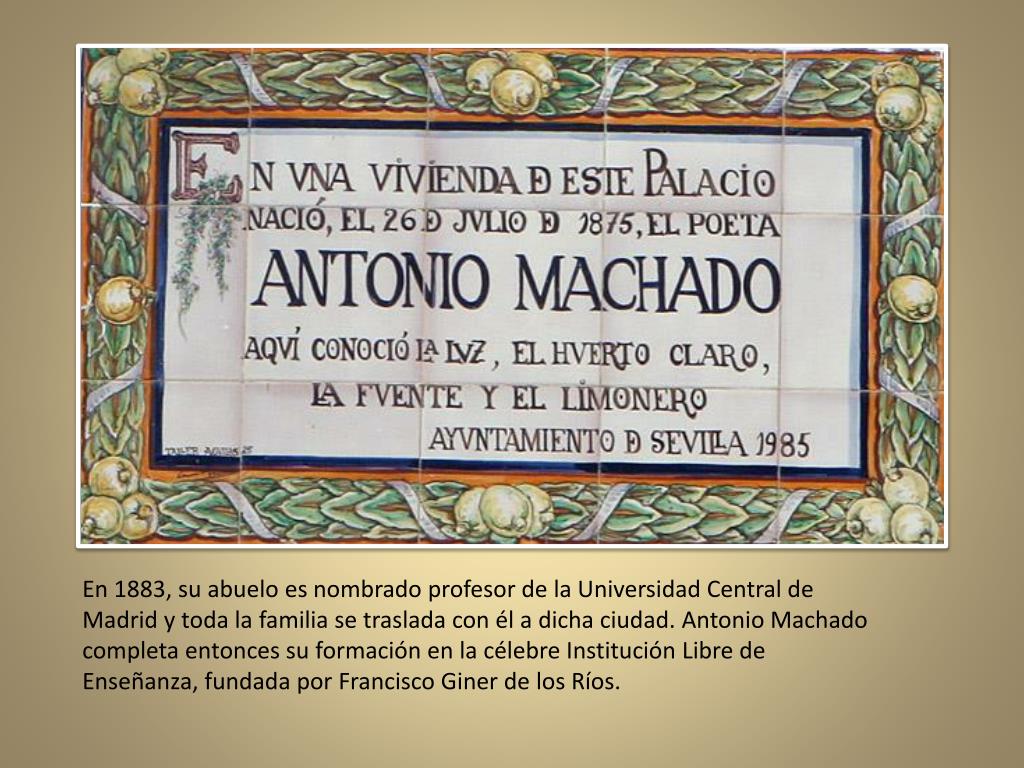 EN VNA VIVIENDA D ESTE PALACIO
NACIÓ, EL 26 D JVLIO D 1875, EL POETA
ANTONIO MACHADO
AQVÍ CONOCIÓ LA LVZ, EL HVERTO CLARO,
LA FVENTE Y EL LIMONERO
AYVNTAMIENTO D SEVILLA 1985
En 1883, su abuelo es nombrado profesor de la Universidad Central de
Madrid y toda la familia se traslada con él a dicha ciudad. Antonio Machado
completa entonces su formación en la célebre Institución Libre de
Enseñanza, fundada por Francisco Giner de los Ríos.